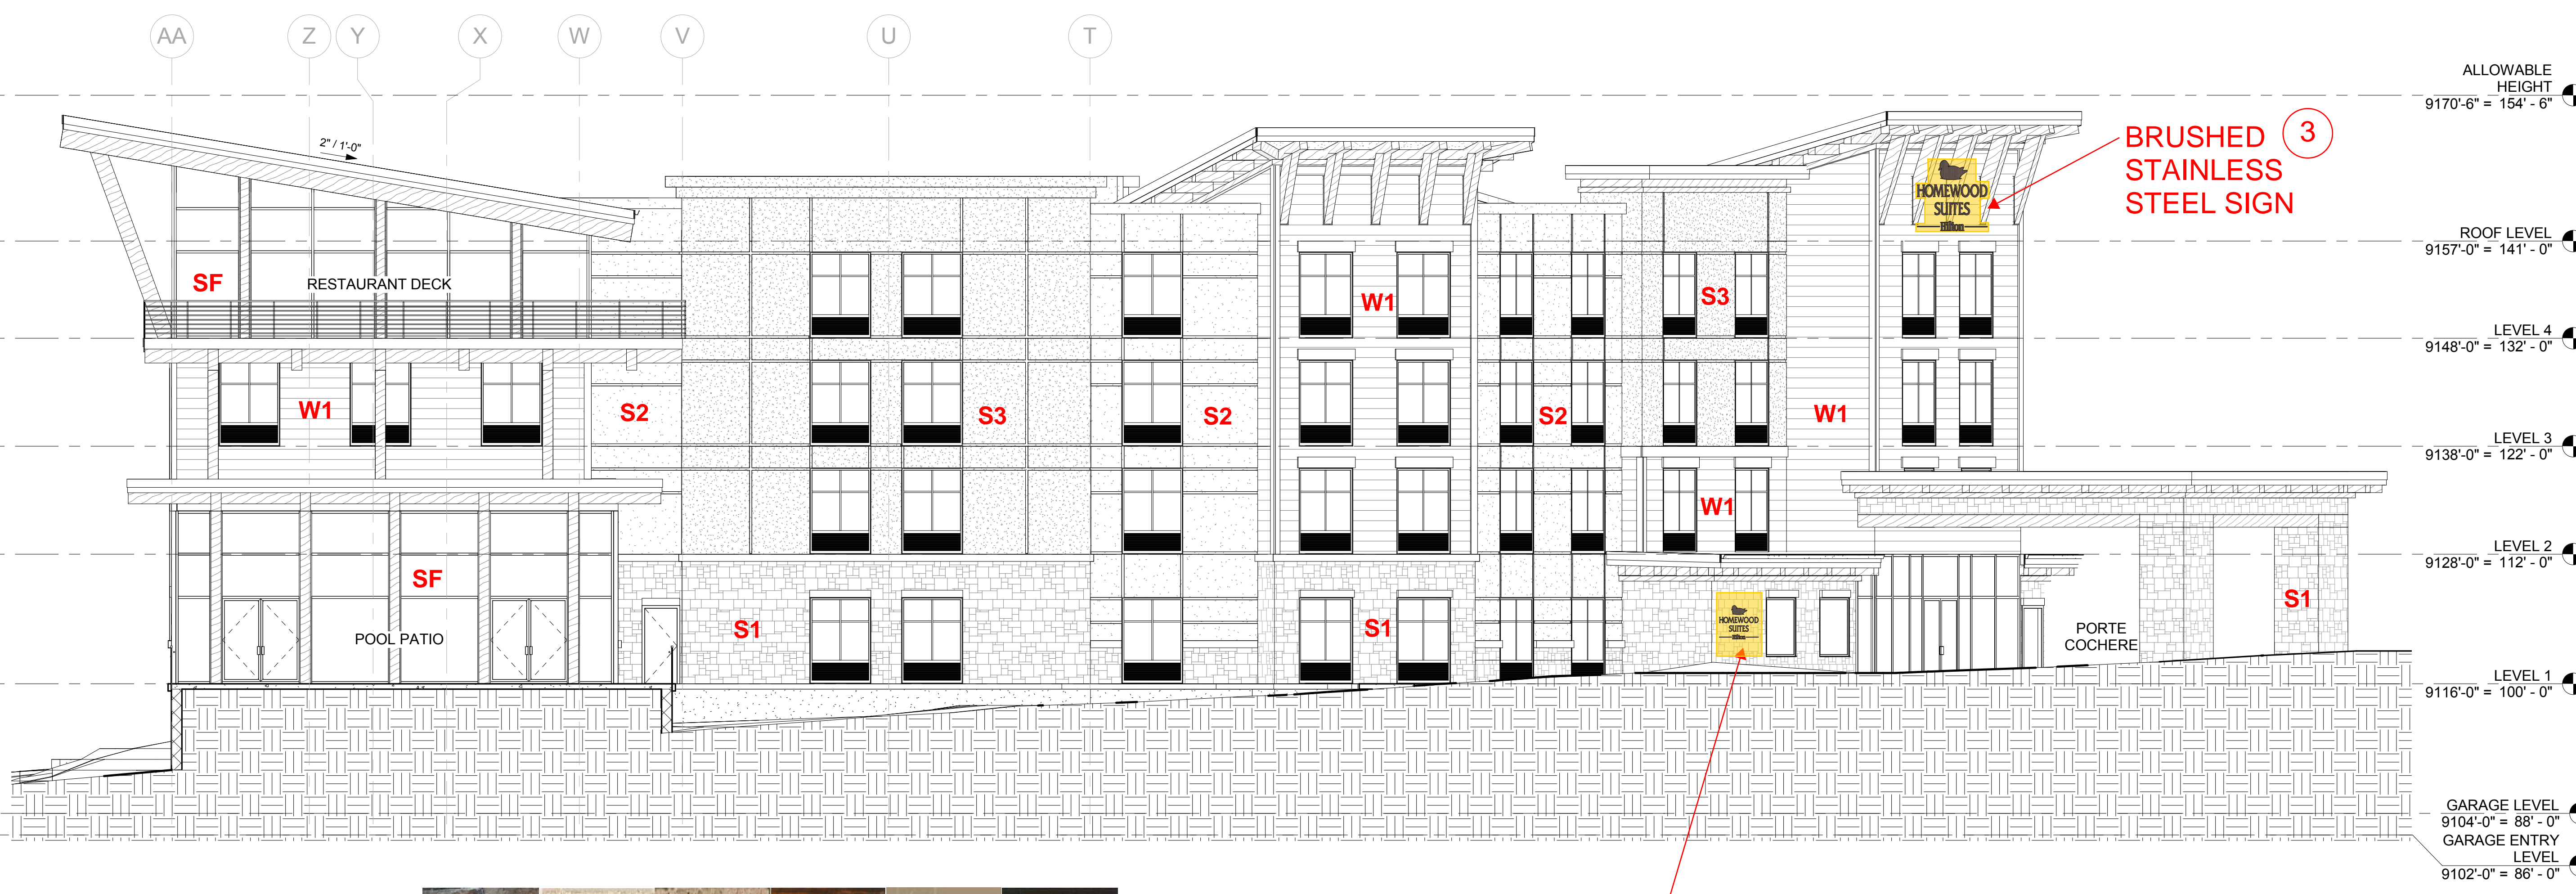 AA
Z
Y
X
W
V
U
T
ALLOWABLE
HEIGHT
9170'-6" = 154' - 6"
2" / 1'-0"
BRUSHED
STAINLESS
STEEL SIGN
3
HOMEWOOD
SUITES
Hilton
ROOF LEVEL
9157'-0" = 141' - 0"
SF
RESTAURANT DECK
W1
S3
LEVEL 4
9148'-0" = 132' - 0"
W1
S2
S3
S2
S2
W1
LEVEL 3
9138'-0" = 122' - 0"
W1
LEVEL 2
9128'-0" = 112' - 0"
SF
S1
HOMEWOOD
SUITES
Hilton
S1
S1
POOL PATIO
PORTE
COCHERE
LEVEL 1
9116'-0" = 100' - 0"
GARAGE LEVEL
9104'-0" = 88' - 0"
GARAGE ENTRY
LEVEL
9102'-0" = 86' - 0"